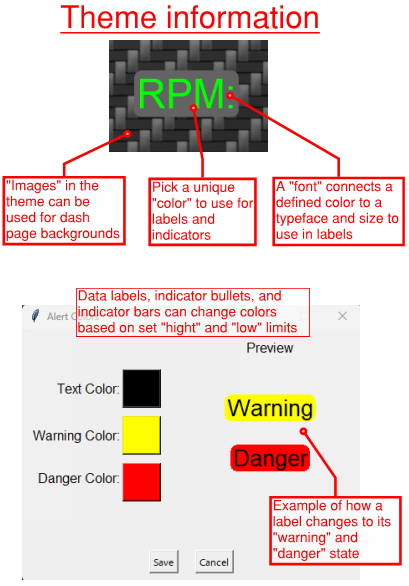 Theme information
RPM:
"Images" in the
theme can be
used for dash
page backgrounds
Pick a unique
"color" to use for
labels and
indicators
A "font" connects a
defined color to a
typeface and size to
use in labels
Data labels, indicator bullets, and
indicator bars can change colors
based on set "hight" and "low" limits
Alert
Preview
Text Color:
Warning Color:
Danger Color:
Warning
Danger
Example of how a
label changes to its
"warning" and
"danger" state
Save
Cancel